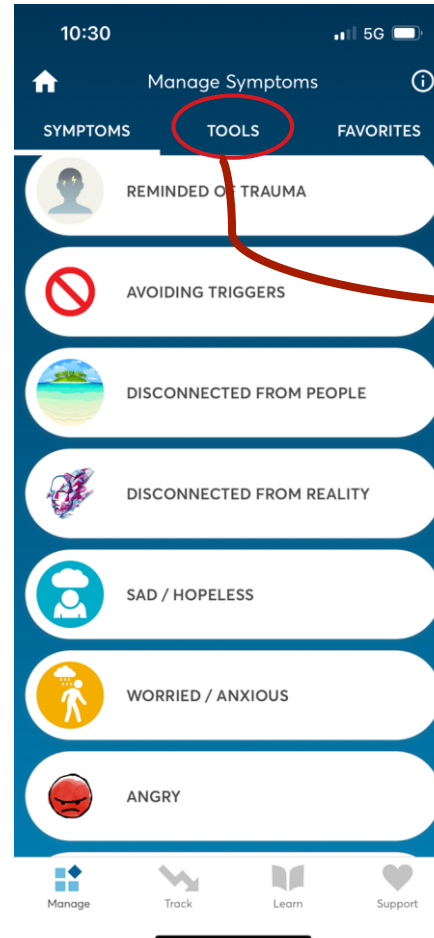 10:30 5G
Manage Symptoms
SYMPTOMS TOOLS FAVORITES
REMINDED OF TRAUMA
AVOIDING TRIGGERS
DISCONNECTED FROM PEOPLE
DISCONNECTED FROM REALITY
SAD / HOPELESS
WORRIED / ANXIOUS
ANGRY
Manage Track Learn Support